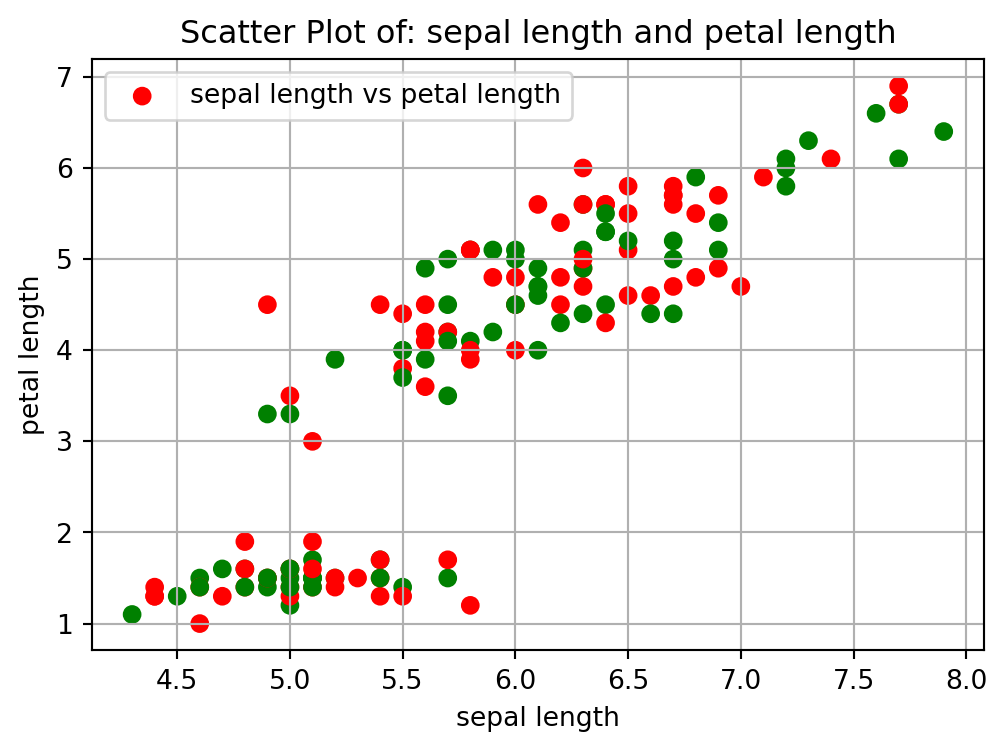 Scatter Plot of: sepal length and petal length
sepal length vs petal length
7
6
5
4
3
2
1
petal length
4.5 5.0 5.5 6.0 6.5 7.0 7.5 8.0
sepal length